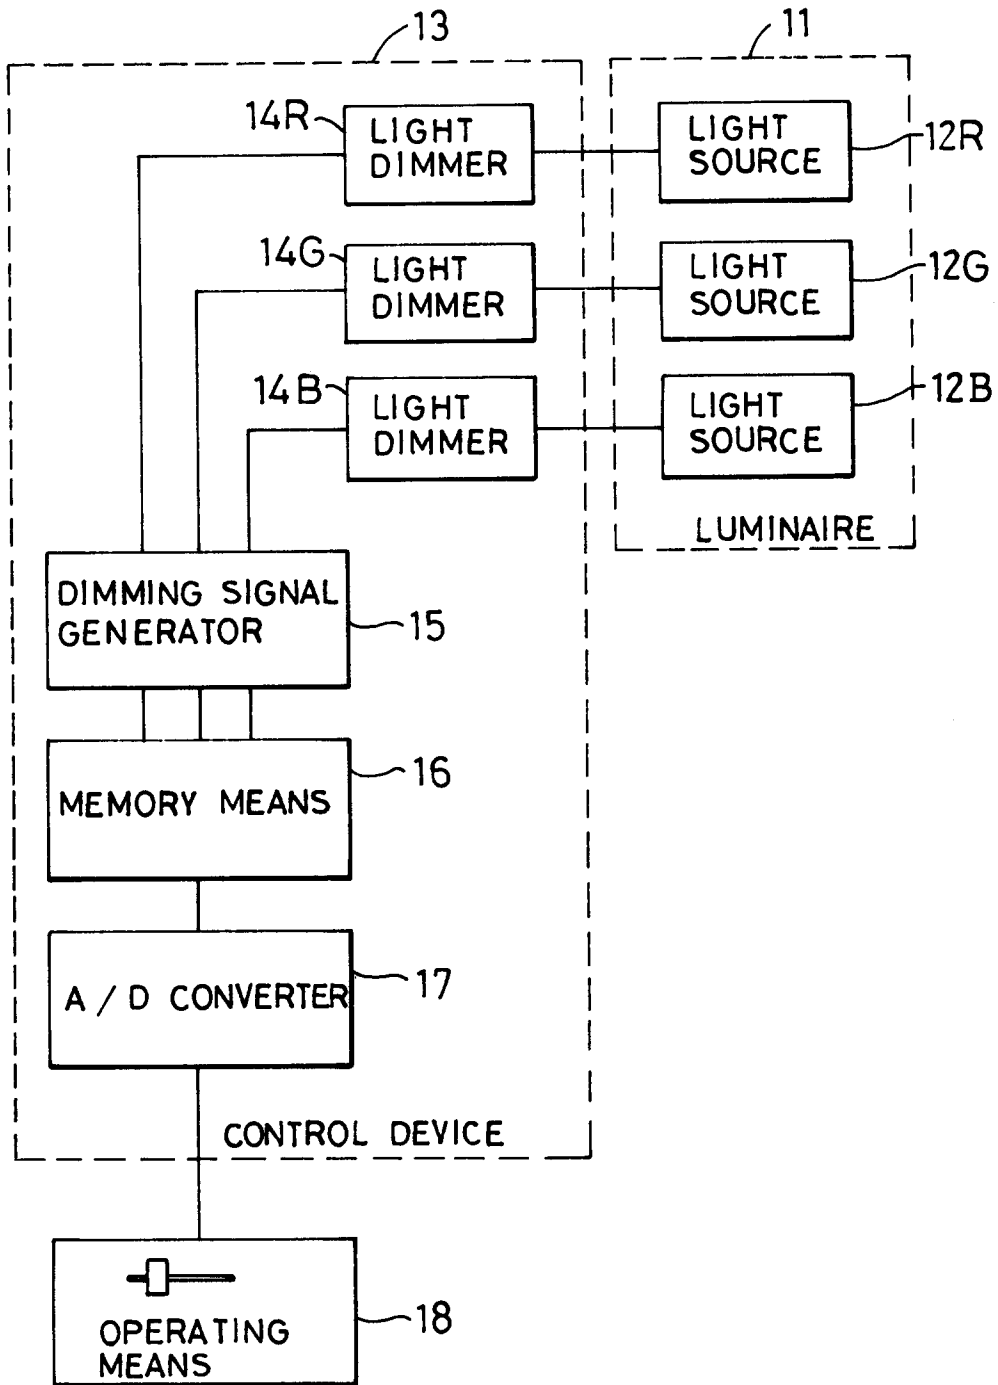 13
11
14R
LIGHT
DIMMER
LIGHT
SOURCE
12R
14G
LIGHT
DIMMER
LIGHT
SOURCE
12G
14B
LIGHT
DIMMER
LIGHT
SOURCE
12B
LUMINAIRE
DIMMING SIGNAL
GENERATOR
15
MEMORY MEANS
16
A / D CONVERTER
17
CONTROL DEVICE
OPERATING
MEANS
18